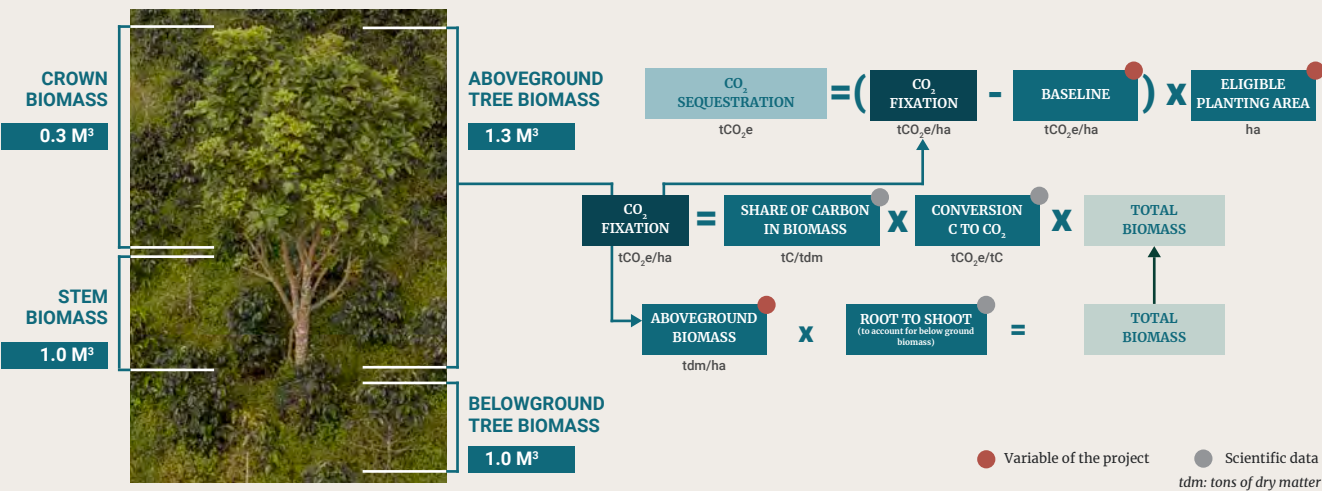 CROWN
BIOMASS
0.3 M³
STEM
BIOMASS
1.0 M³
ABOVEGROUND
TREE BIOMASS
1.3 M³
BELOWGROUND
TREE BIOMASS
1.0 M³
CO₂
SEQUESTRATION
tCO₂e
=(
CO₂
FIXATION
tCO₂e/ha
-
BASELINE
tCO₂e/ha
)
x
ELIGIBLE
PLANTING AREA
ha
CO₂
FIXATION
tCO₂e/ha
=
SHARE OF CARBON
IN BIOMASS
tC/tdm
x
CONVERSION
C TO CO₂
tCO₂e/tC
x
TOTAL
BIOMASS
ABOVEGROUND
BIOMASS
tdm/ha
x
ROOT TO SHOOT
(to account for below ground
biomass)
=
TOTAL
BIOMASS
Variable of the project
Scientific data
tdm: tons of dry matter